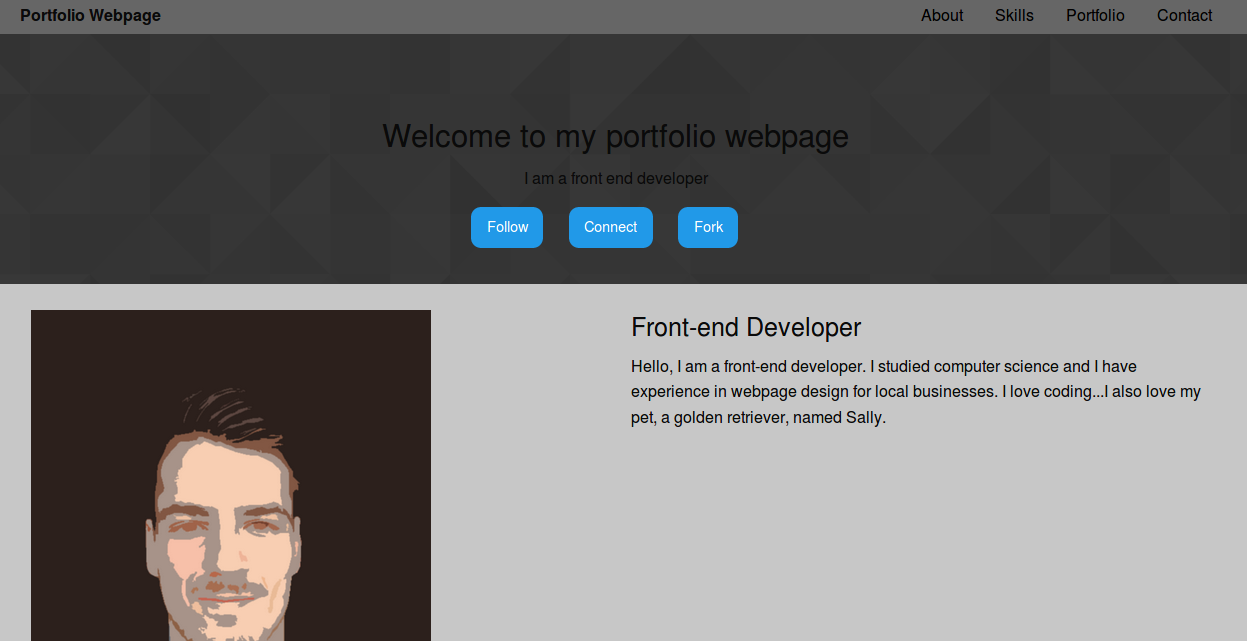 Portfolio Webpage
About Skills Portfolio Contact
Welcome to my portfolio webpage
I am a front end developer
Follow Connect Fork
Front-end Developer
Hello, I am a front-end developer. I studied computer science and I have
experience in webpage design for local businesses. I love coding...I also love my
pet, a golden retriever, named Sally.